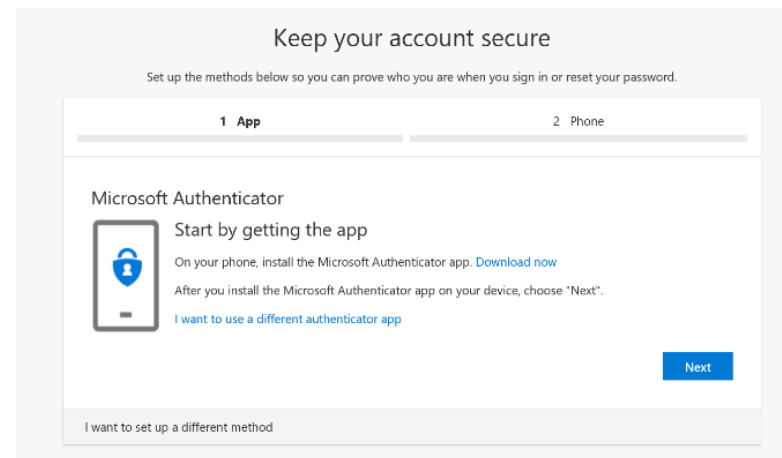 Keep your account secure
Set up the methods below so you can prove who you are when you sign in or reset your password.
1 App
2 Phone
Microsoft Authenticator
Start by getting the app
On your phone, install the Microsoft Authenticator app. Download now
After you install the Microsoft Authenticator app on your device, choose "Next".
I want to use a different authenticator app
Next
I want to set up a different method